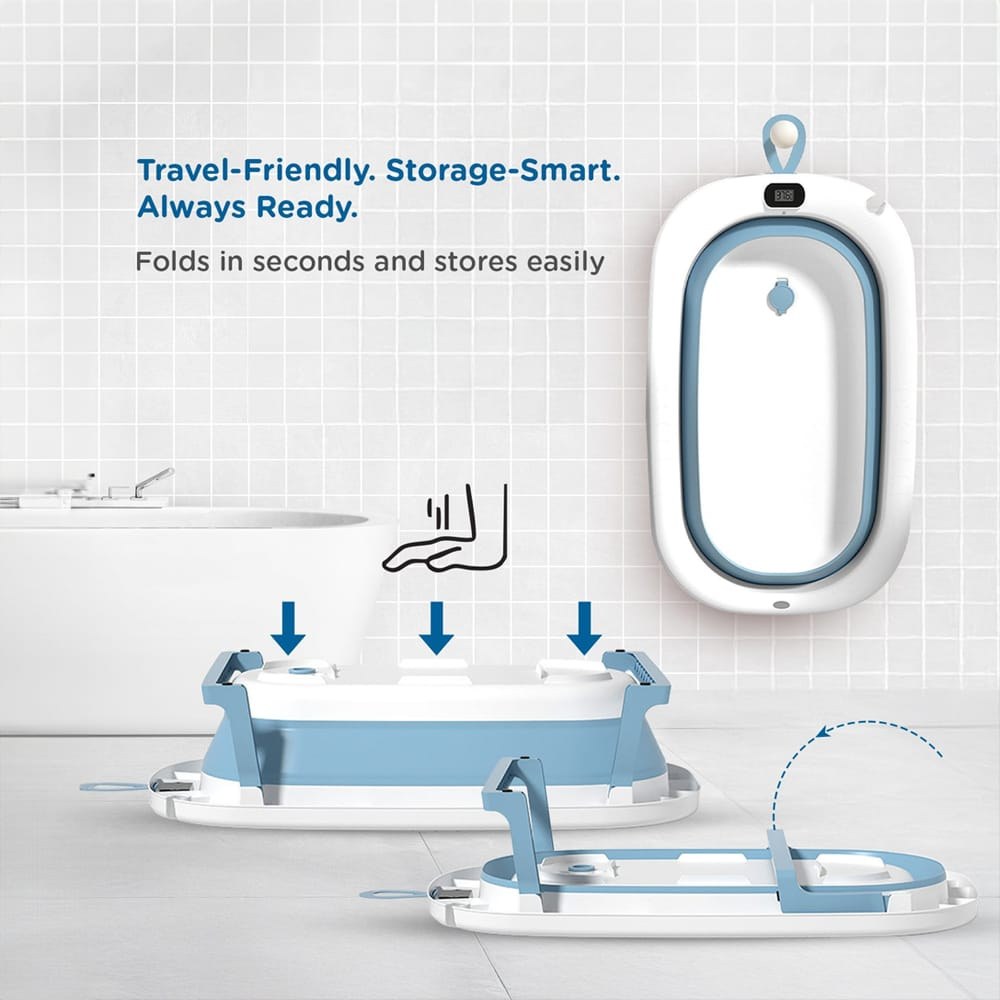 Travel-Friendly. Storage-Smart.
Always Ready.
Folds in seconds and stores easily